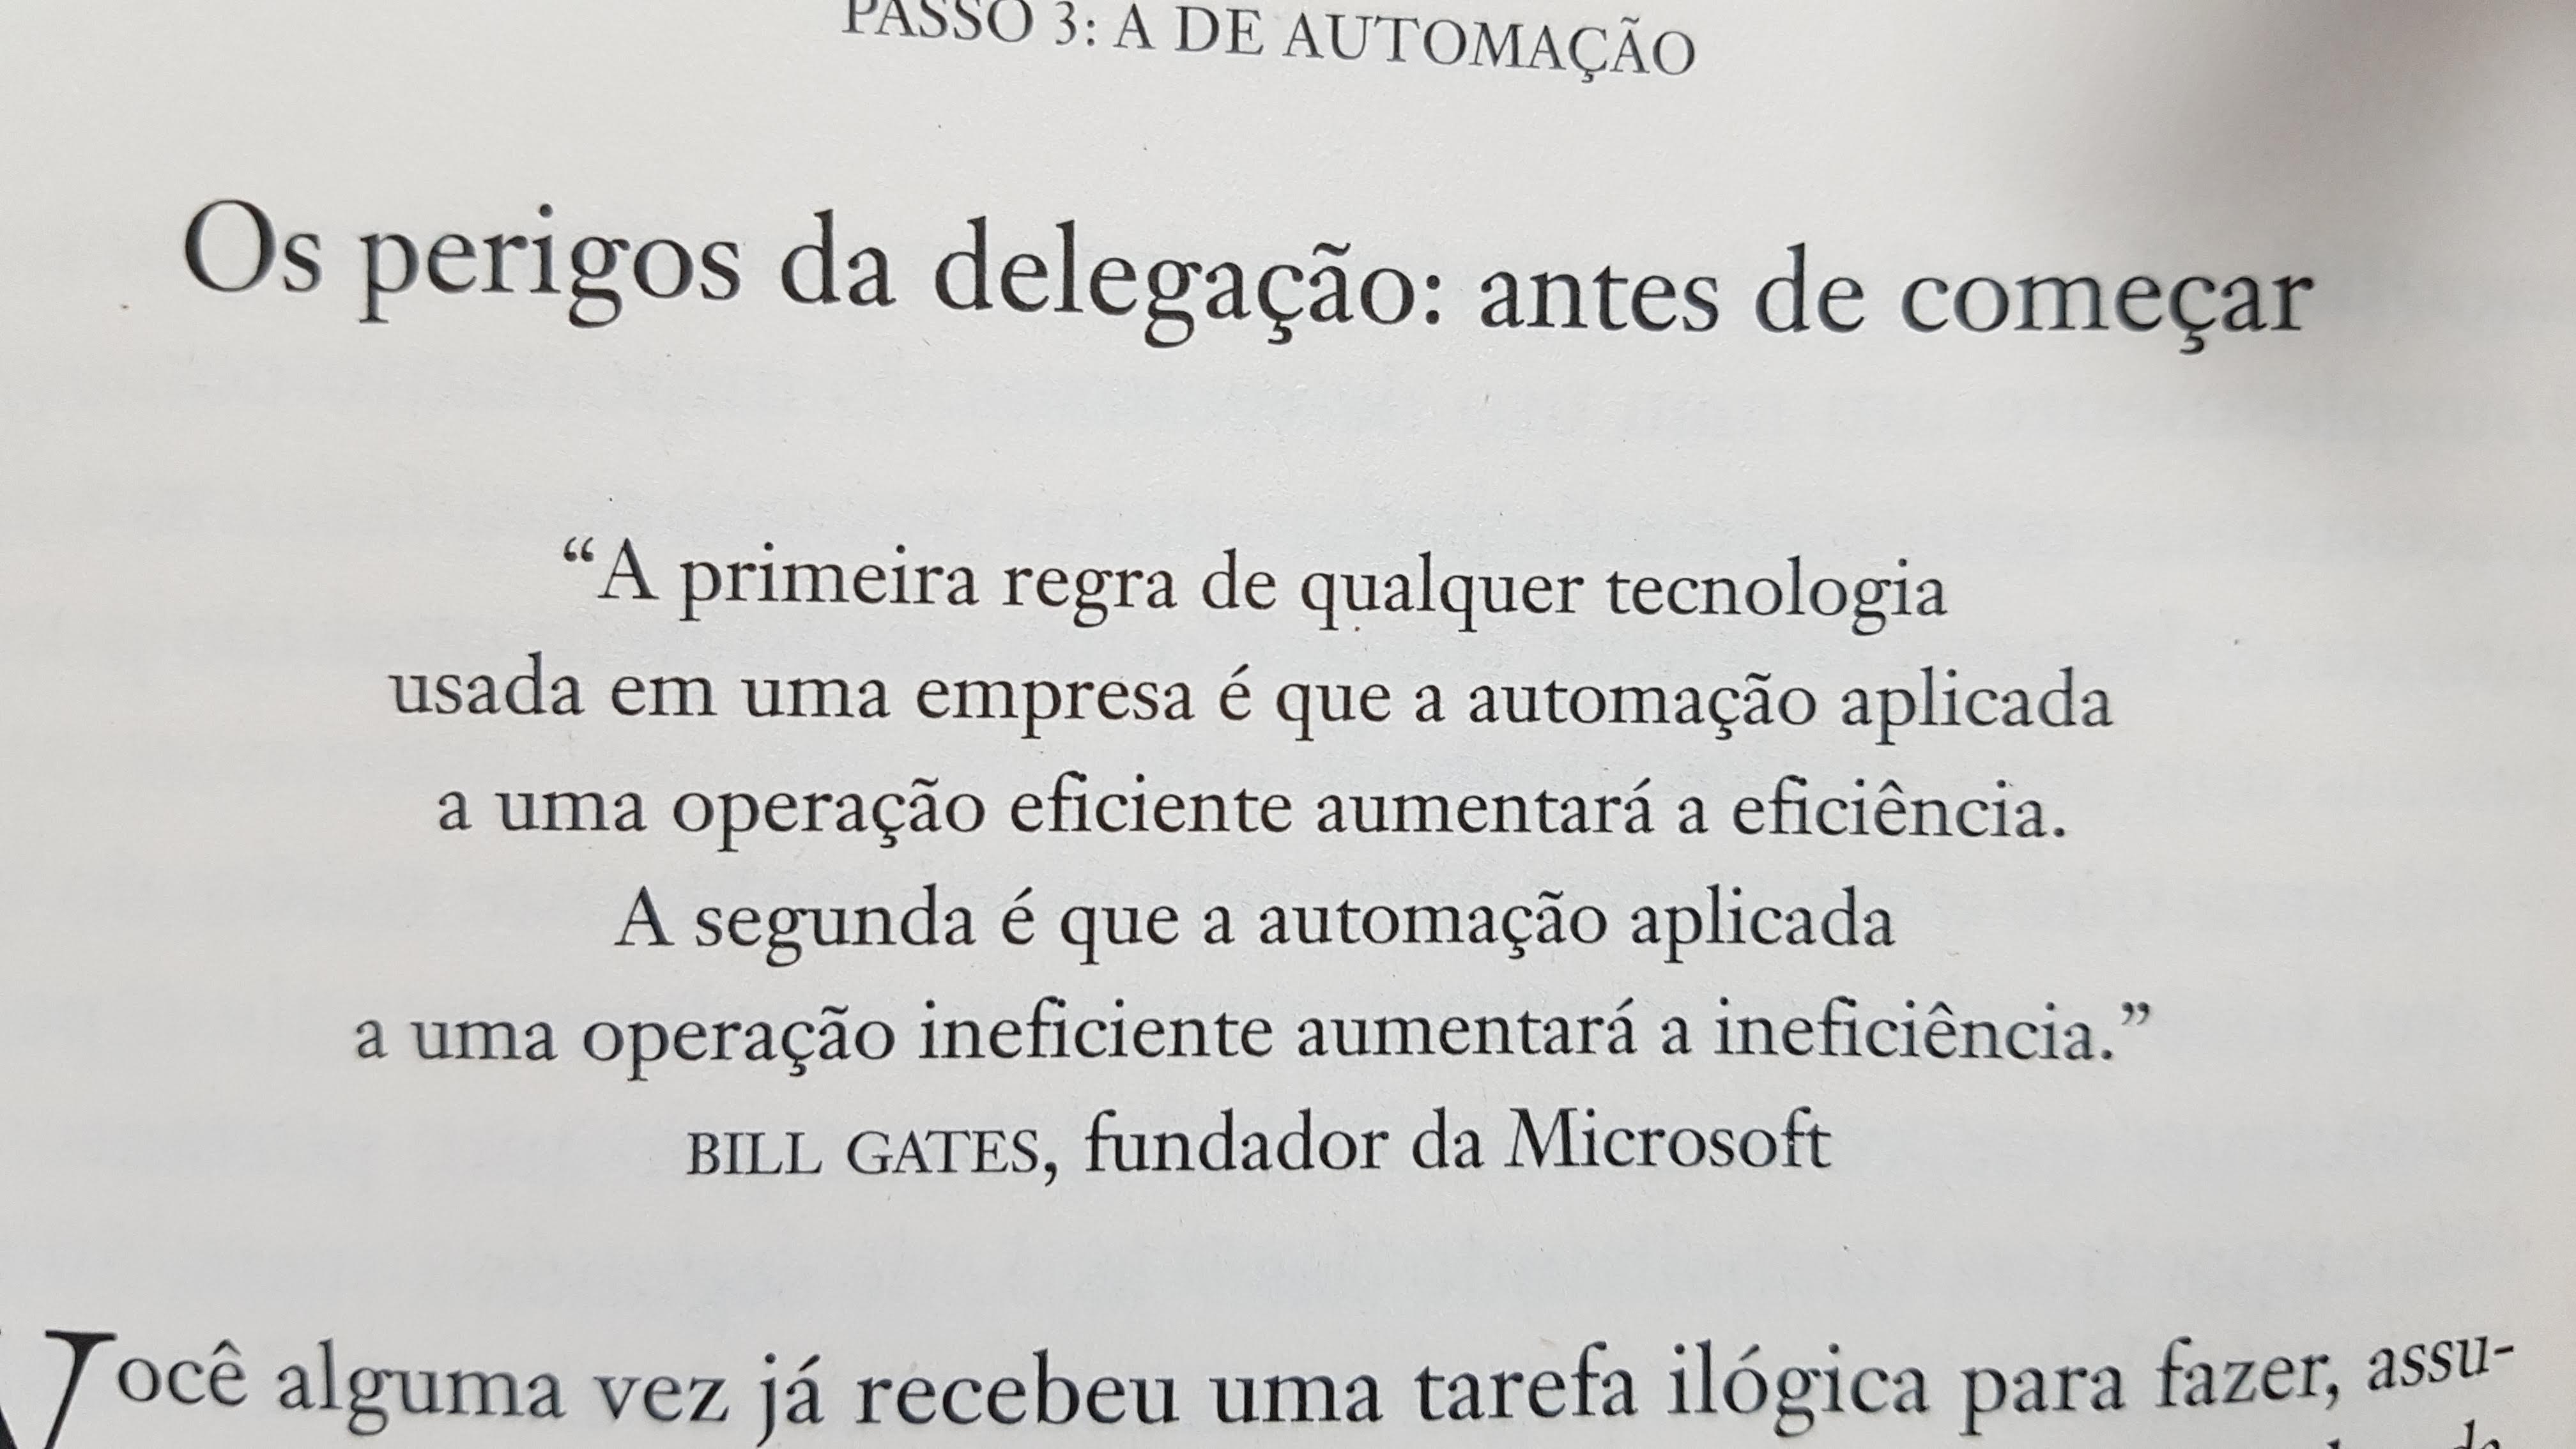 PASSO 3: A DE AUTOMAÇÃO
Os perigos da delegação: antes de começar
“A primeira regra de qualquer tecnologia
usada em uma empresa é que a automação aplicada
a uma operação eficiente aumentará a eficiência.
A segunda é que a automação aplicada
a uma operação ineficiente aumentará a ineficiência.”
BILL GATES, fundador da Microsoft
Você alguma vez já recebeu uma tarefa ilógica para fazer, assu-